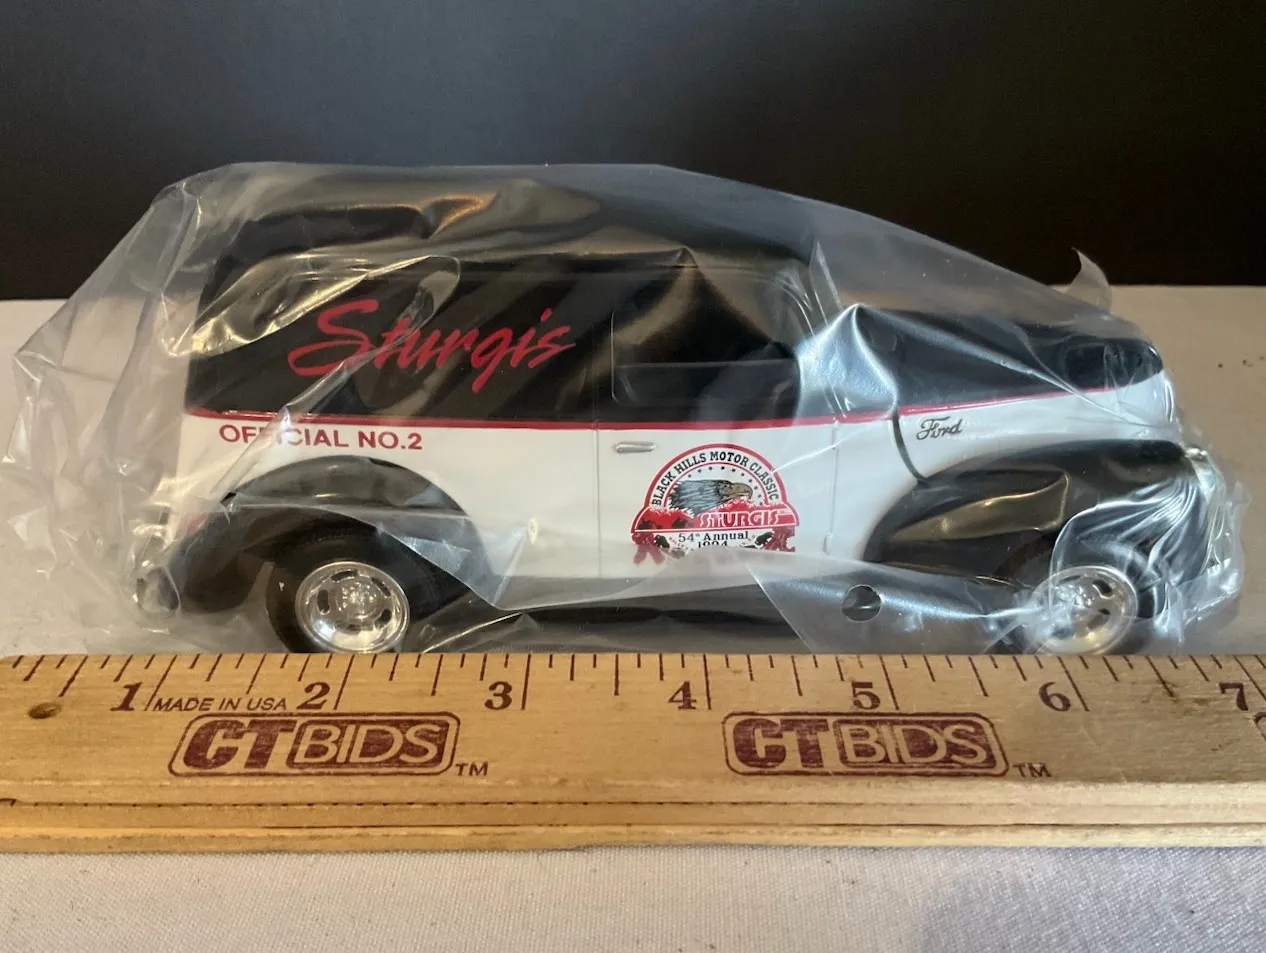 Sturgis
OFFICIAL NO.2
Ford
BLACK HILLS MOTOR CLASSIC
STURGIS
54th Annual
1994
1 MADE IN USA 2 3 4 5 6 7
CTBIDS TM CTBIDS TM